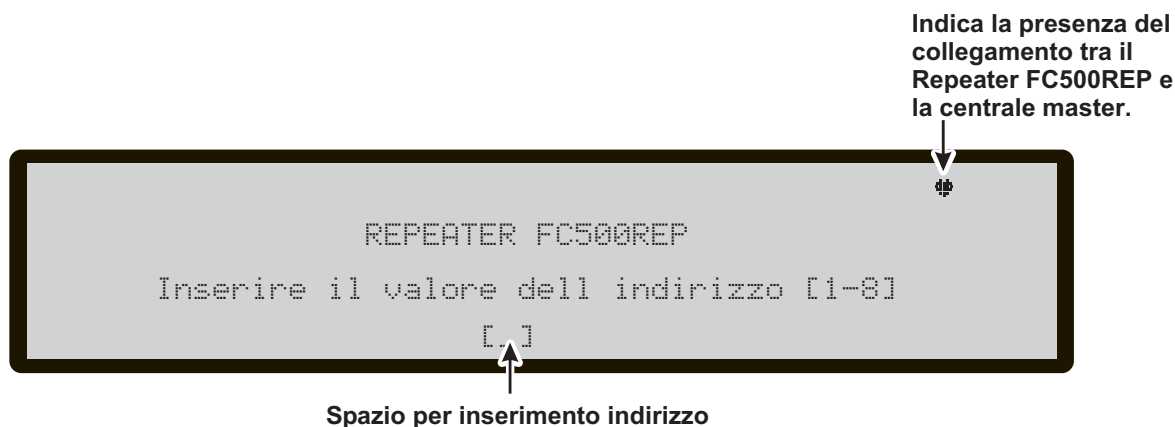 Indica la presenza del
collegamento tra il
Repeater FC500REP e
la centrale master.
REPEATER FC500REP
Inserire il valore dell indirizzo [1-8]
[_]
Spazio per inserimento indirizzo